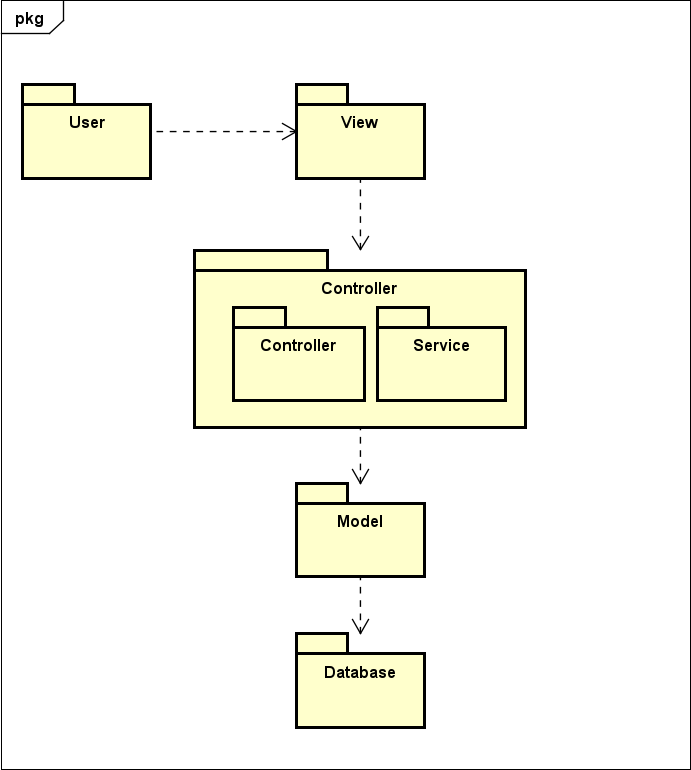 pkg
User
View
Controller
Controller
Service
Model
Database